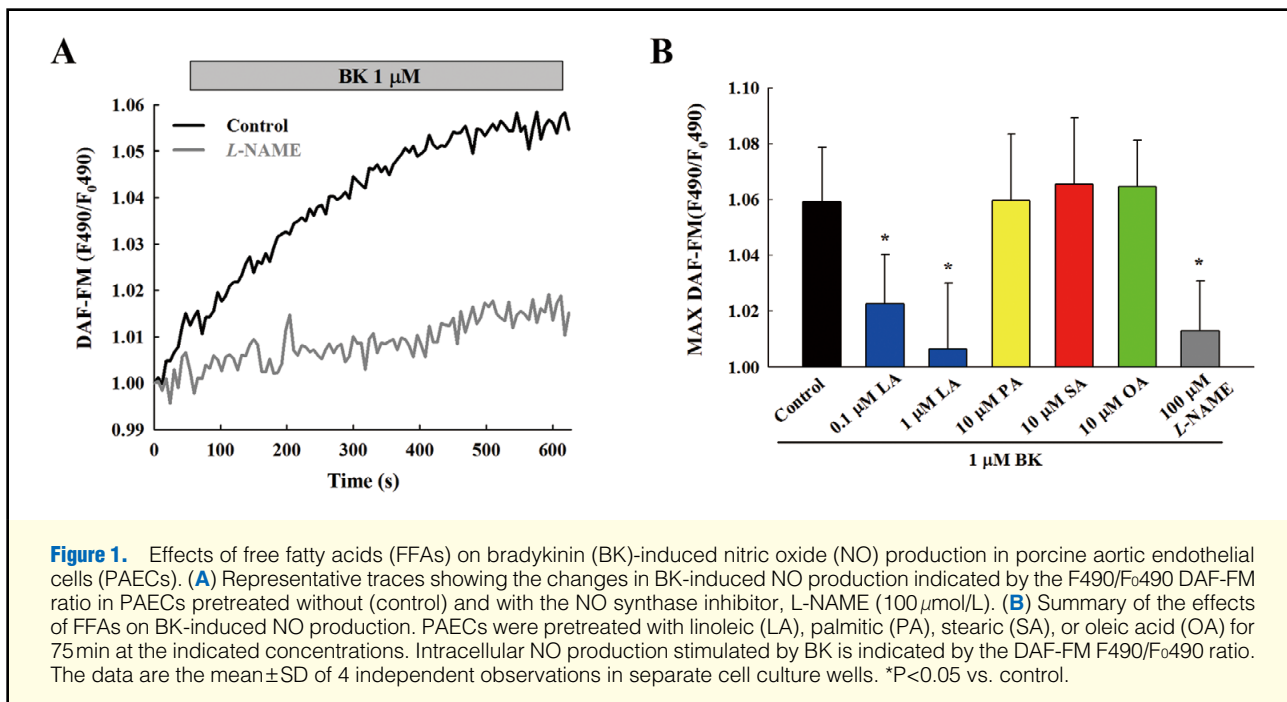 A
BK 1 μM
1.06
1.05
1.04
1.03
1.02
1.01
1.00
0.99
DAF-FM (F490/F₀490)
Control
L-NAME
0
100
200
300
400
500
600
Time (s)
B
1.10
1.08
1.06
1.04
1.02
1.00
MAX DAF-FM(F490/F₀490)
*
*
*
Control
0.1 μM LA
1 μM LA
10 μM PA
10 μM SA
10 μM OA
100 μM
L-NAME
1 μM BK
Figure 1. Effects of free fatty acids (FFAs) on bradykinin (BK)-induced nitric oxide (NO) production in porcine aortic endothelial
cells (PAECs). (A) Representative traces showing the changes in BK-induced NO production indicated by the F490/F₀490 DAF-FM
ratio in PAECs pretreated without (control) and with the NO synthase inhibitor, L-NAME (100 μmol/L). (B) Summary of the effects
of FFAs on BK-induced NO production. PAECs were pretreated with linoleic (LA), palmitic (PA), stearic (SA), or oleic acid (OA) for
75 min at the indicated concentrations. Intracellular NO production stimulated by BK is indicated by the DAF-FM F490/F₀490 ratio.
The data are the mean±SD of 4 independent observations in separate cell culture wells. *P<0.05 vs. control.